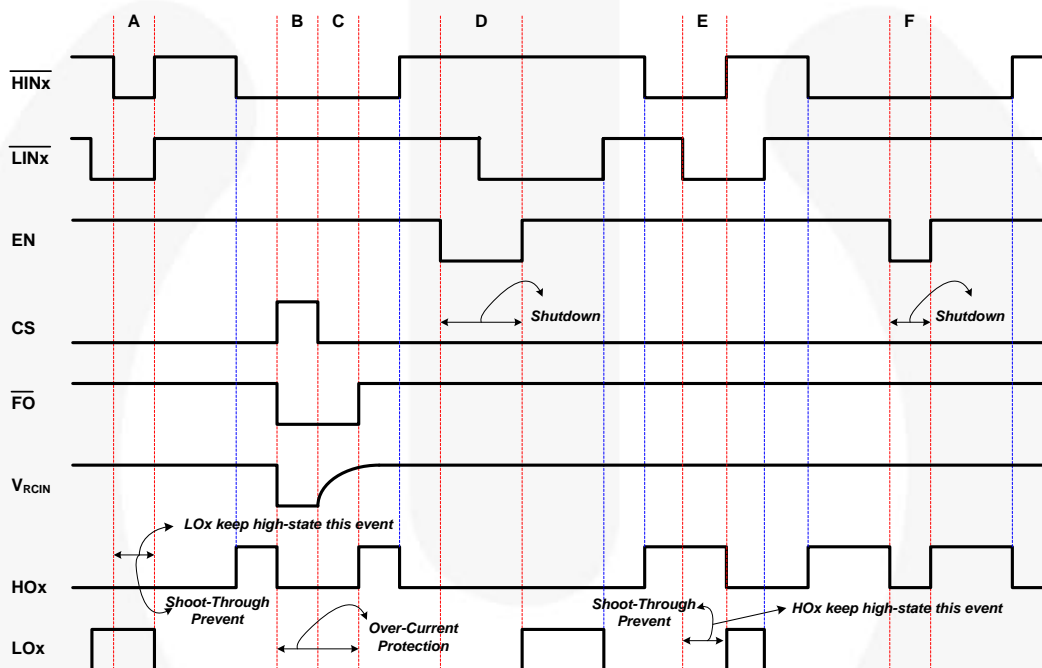 A B C D E F
HINx
LINx
EN
Shutdown
Shutdown
CS
FO
VRCIN
LOx keep high-state this event
HOx
Shoot-Through
Prevent
Over-Current
Protection
Shoot-Through
Prevent
HOx keep high-state this event
LOx